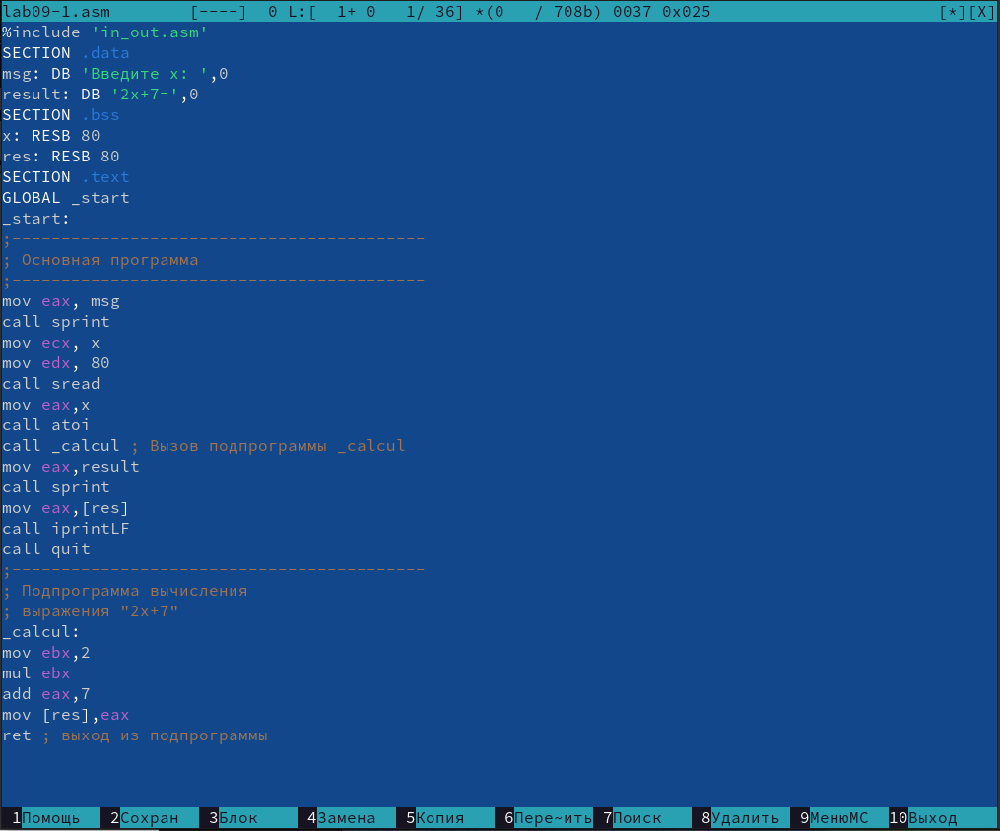 lab09-1.asm        [----]  0 L:[  1+ 0   1/ 36] *(0   / 708b) 0037 0x025                       [*][X]
%include 'in_out.asm'
SECTION .data
msg: DB 'Введите x: ',0
result: DB '2x+7=',0
SECTION .bss
x: RESB 80
res: RESB 80
SECTION .text
GLOBAL _start
_start:
;------------------------------------------
; Основная программа
;------------------------------------------
mov eax, msg
call sprint
mov ecx, x
mov edx, 80
call sread
mov eax,x
call atoi
call _calcul ; Вызов подпрограммы _calcul
mov eax,result
call sprint
mov eax,[res]
call iprintLF
call quit
;------------------------------------------
; Подпрограмма вычисления
; выражения "2x+7"
_calcul:
mov ebx,2
mul ebx
add eax,7
mov [res],eax
ret ; выход из подпрограммы
1Помощь 2Сохран 3Блок 4Замена 5Копия 6Пере~ить 7Поиск 8Удалить 9МенюMC 10Выход